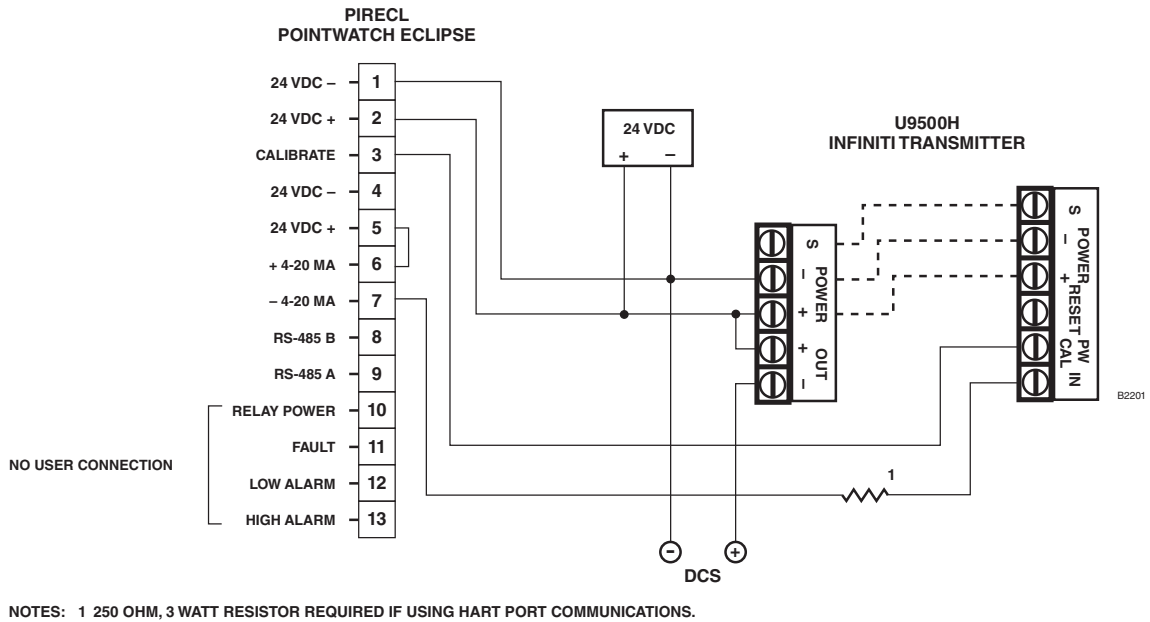 PIRECL
POINTWATCH ECLIPSE
24 VDC – 1
24 VDC + 2
CALIBRATE 3
24 VDC – 4
24 VDC + 5
+ 4-20 MA 6
– 4-20 MA 7
RS-485 B 8
RS-485 A 9
RELAY POWER 10
FAULT 11
LOW ALARM 12
HIGH ALARM 13
NO USER CONNECTION
24 VDC
+ –
S
– POWER +
+ OUT –
U9500H
INFINITI TRANSMITTER
S
– POWER +
RESET
PW CAL
IN
B2201
1
- +
DCS
NOTES: 1 250 OHM, 3 WATT RESISTOR REQUIRED IF USING HART PORT COMMUNICATIONS.